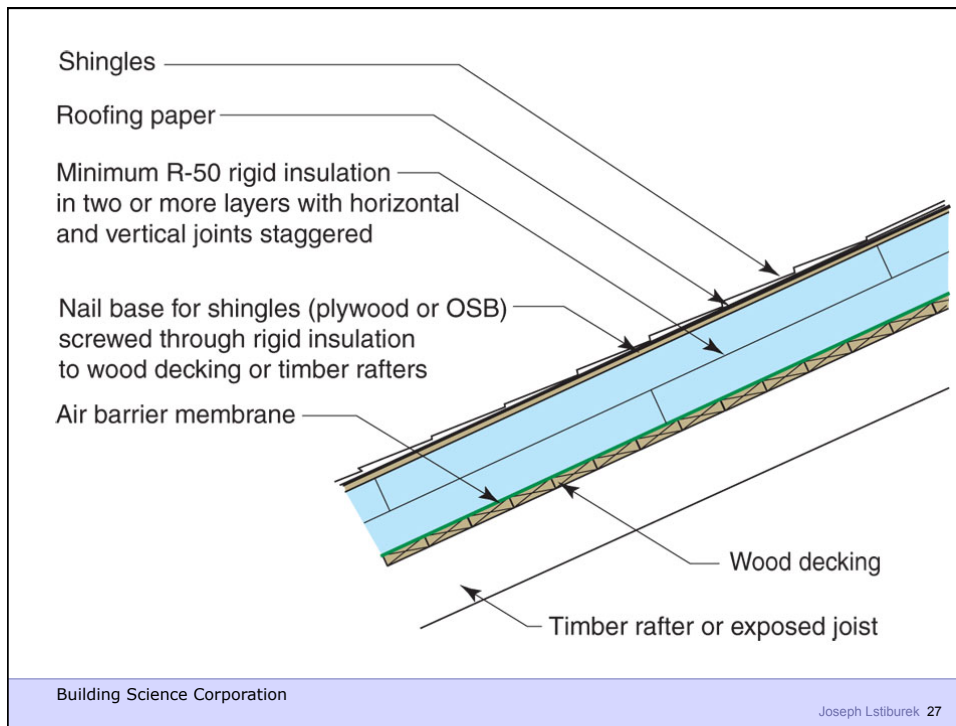 Shingles
Roofing paper
Minimum R-50 rigid insulation
in two or more layers with horizontal
and vertical joints staggered
Nail base for shingles (plywood or OSB)
screwed through rigid insulation
to wood decking or timber rafters
Air barrier membrane
Wood decking
Timber rafter or exposed joist
Building Science Corporation
Joseph Lstiburek 27